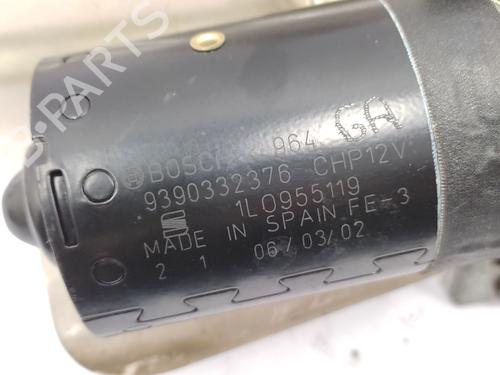 B-PARTS
BOSCH 964 GA
9390332376 CHP12V
1L0955119
MADE IN SPAIN FE-3
2 1 06/03/02